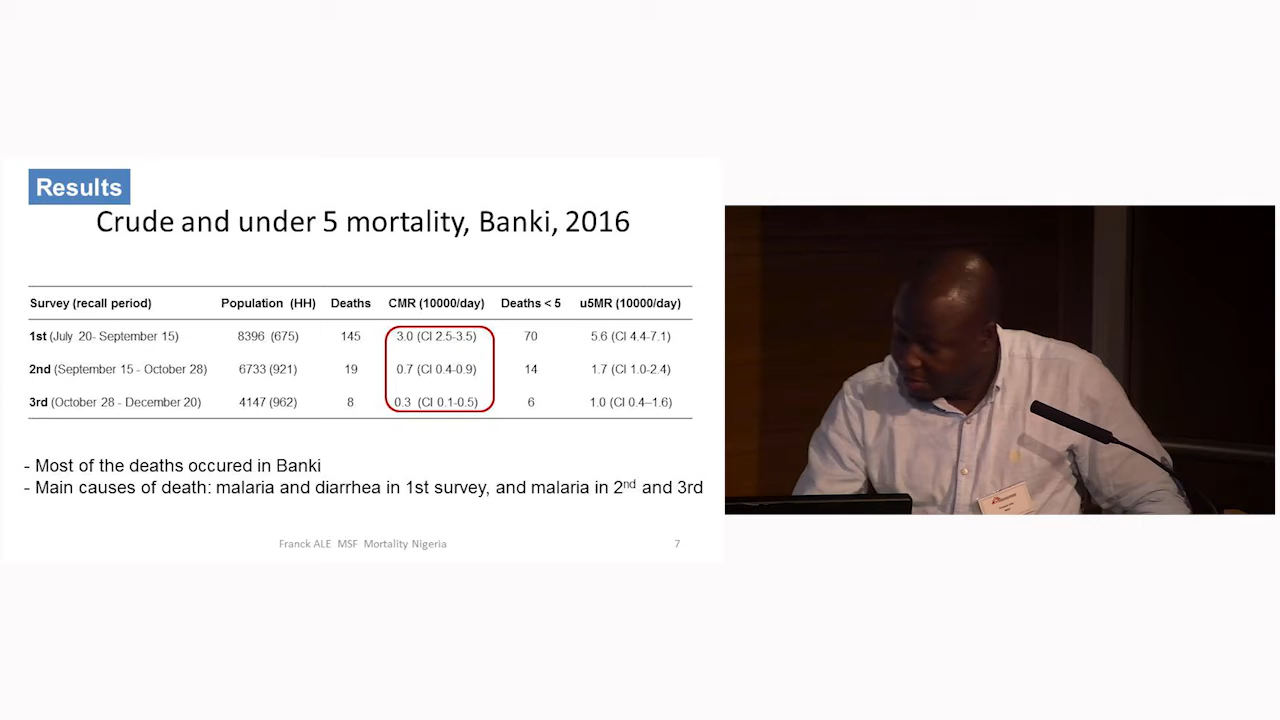 Results
Crude and under 5 mortality, Banki, 2016
Survey (recall period) Population (HH) Deaths CMR (10000/day) Deaths < 5 u5MR (10000/day)
1st (July 20- September 15) 8396 (675) 145 3.0 (CI 2.5-3.5) 70 5.6 (CI 4.4-7.1)
2nd (September 15 - October 28) 6733 (921) 19 0.7 (CI 0.4-0.9) 14 1.7 (CI 1.0-2.4)
3rd (October 28 - December 20) 4147 (962) 8 0.3 (CI 0.1-0.5) 6 1.0 (CI 0.4–1.6)
- Most of the deaths occured in Banki
- Main causes of death: malaria and diarrhea in 1st survey, and malaria in 2nd and 3rd
Franck ALE MSF Mortality Nigeria 7